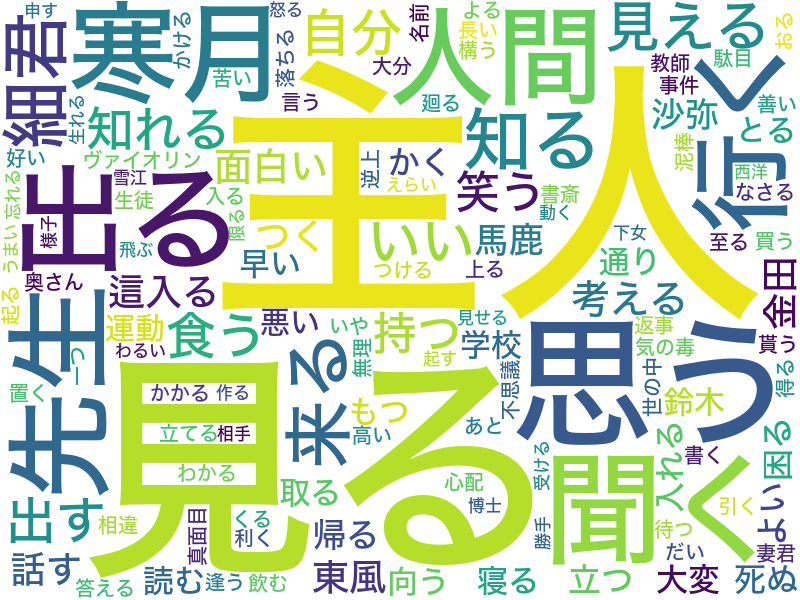 申す
怒る
名前
よる
長い
構う
おる
細君
寒月
かける
落ちる
苦い
自分
大分
人間
見える
駄目
教師
事件
善い
生れる
知れる
言う
廻る
知る
沙弥
とる
行く
好い
ヴァイオリン
面白い
逆上
かく
笑う
書斎
泥棒
西洋
なさる
雪江
生徒
入る
えらい
動く
忘れる
うまい
様子
出る
飛ぶ
限る
つく
主人
いい
馬鹿
下女
至る
買う
奥さん
早い
つける
上る
通り
起る
這入る
考える
金田
先生
運動
食う
悪い
いや
持つ
見せる
返事
気の毒
貰う
わるい
無理
起す
学校
思う
一つ
来る
不思議
世の中
得る
置く
かかる
作る
もつ
鈴木
立てる
相手
高い
あと
見る
聞く
わかる
入れる
書く
困る
出す
取る
心配
受ける
相違
真面目
くる
利く
帰る
博士
勝手
待つ
引く
よい
話す
答える
読む
逢う
飲む
東風
向う
寝る
立つ
大変
だい
妻君
死ぬ